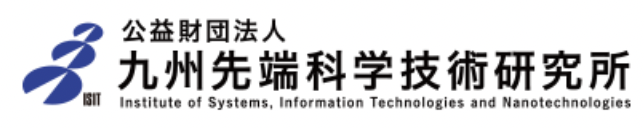 公益財団法人
九州先端科学技術研究所
ISIT
Institute of Systems, Information Technologies and Nanotechnologies